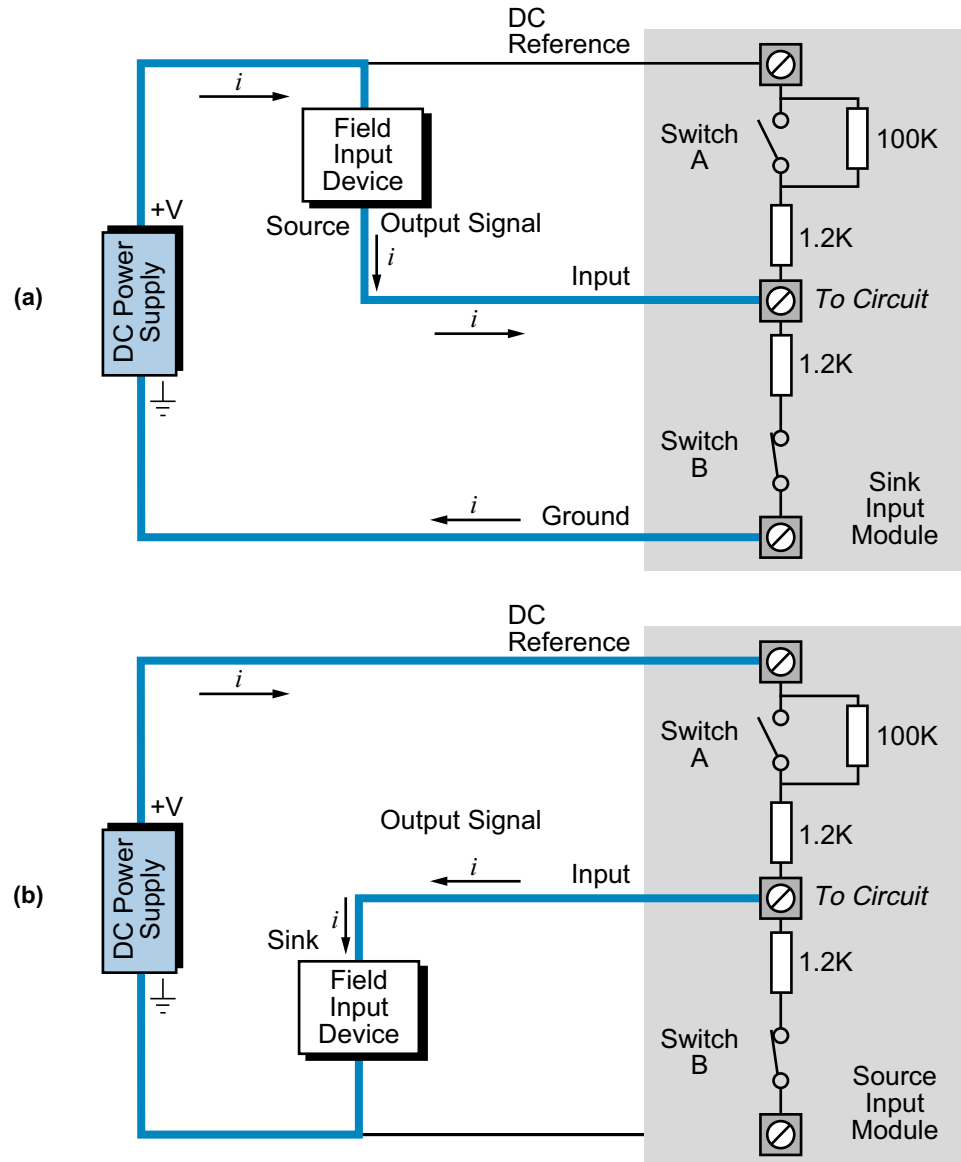 DC
Reference
i
Switch
A
100K
Field
Input
Device
+V
Source
Output Signal
i
1.2K
(a)
DC Power
Supply
Input
To Circuit
i
1.2K
Switch
B
Sink
Input
Module
i
Ground
DC
Reference
i
Switch
A
100K
+V
Output Signal
1.2K
(b)
DC Power
Supply
i
Input
To Circuit
i
Sink
1.2K
Field
Input
Device
Switch
B
Source
Input
Module